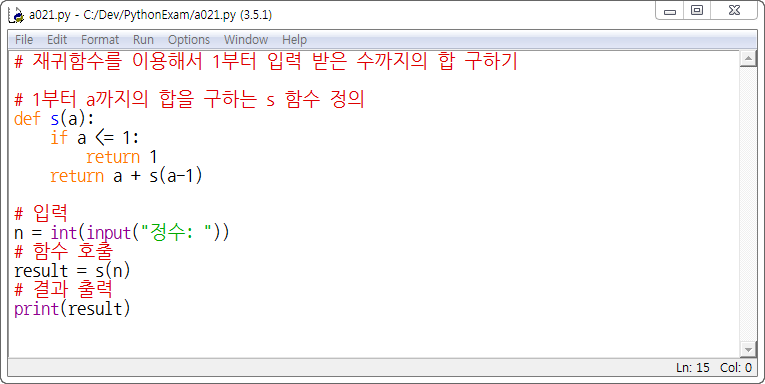 a021.py - C:/Dev/PythonExam/a021.py (3.5.1)
File Edit Format Run Options Window Help
# 재귀함수를 이용해서 1부터 입력 받은 수까지의 합 구하기
# 1부터 a까지의 합을 구하는 s 함수 정의
def s(a):
    if a <= 1:
        return 1
    return a + s(a-1)
# 입력
n = int(input("정수: "))
# 함수 호출
result = s(n)
# 결과 출력
print(result)
Ln: 15 Col: 0